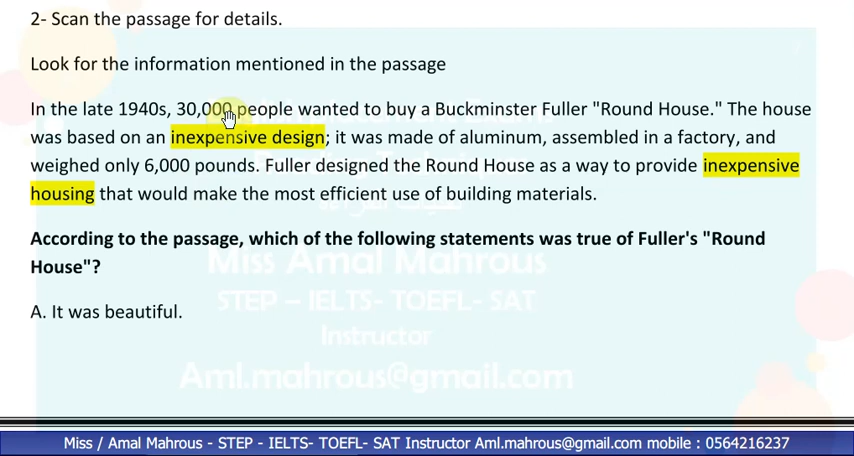 2- Scan the passage for details.
Look for the information mentioned in the passage
In the late 1940s, 30,000 people wanted to buy a Buckminster Fuller "Round House." The house
was based on an inexpensive design; it was made of aluminum, assembled in a factory, and
weighed only 6,000 pounds. Fuller designed the Round House as a way to provide inexpensive
housing that would make the most efficient use of building materials.
According to the passage, which of the following statements was true of Fuller's "Round
House"?
Miss Amal Mahrous
STEP – IELTS- TOEFL- SAT
A. It was beautiful.
Instructor
Aml.mahrous@gmail.com
Miss / Amal Mahrous - STEP - IELTS- TOEFL- SAT Instructor Aml.mahrous@gmail.com mobile : 0564216237